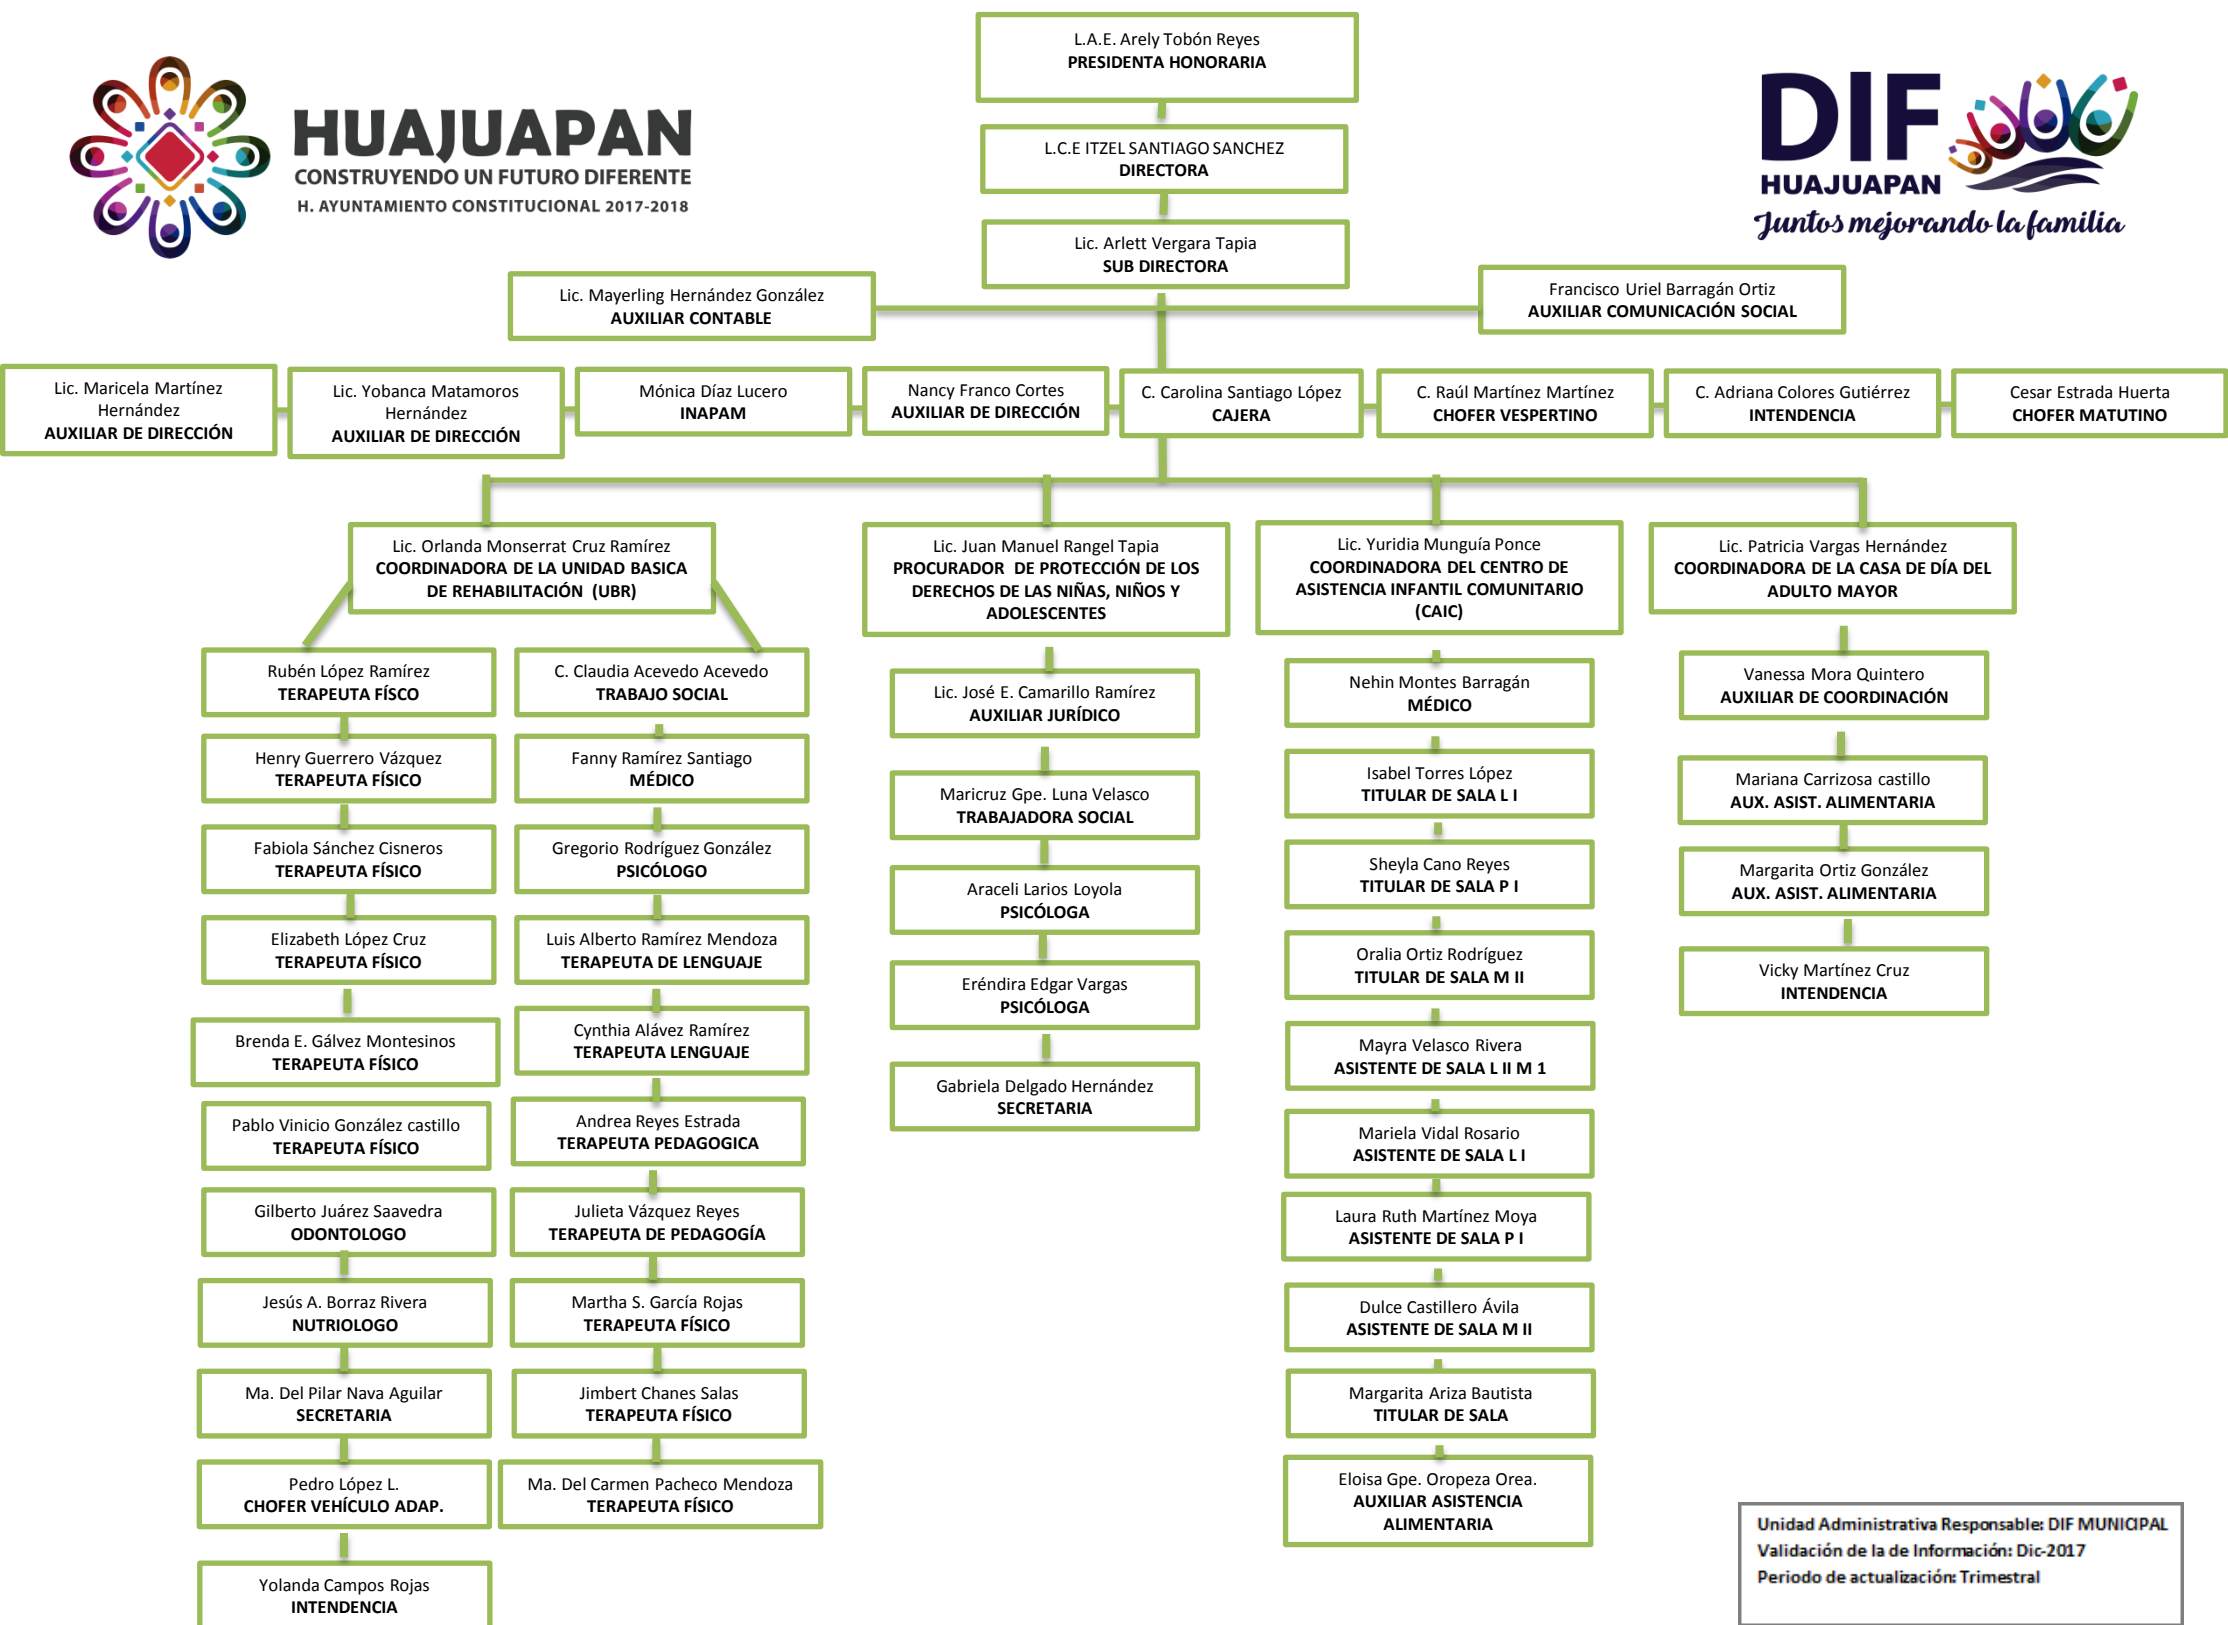 L.A.E. Arely Tobón Reyes
PRESIDENTA HONORARIA
HUAJUAPAN
CONSTRUYENDO UN FUTURO DIFERENTE
H. AYUNTAMIENTO CONSTITUCIONAL 2017-2018
DIF
HUAJUAPAN
Juntos mejorando la familia
L.C.E ITZEL SANTIAGO SANCHEZ
DIRECTORA
Lic. Arlett Vergara Tapia
SUB DIRECTORA
Lic. Mayerling Hernández González
AUXILIAR CONTABLE
Francisco Uriel Barragán Ortiz
AUXILIAR COMUNICACIÓN SOCIAL
Lic. Maricela Martínez
Hernández
AUXILIAR DE DIRECCIÓN
Lic. Yobanca Matamoros
Hernández
AUXILIAR DE DIRECCIÓN
Mónica Díaz Lucero
INAPAM
Nancy Franco Cortes
AUXILIAR DE DIRECCIÓN
C. Carolina Santiago López
CAJERA
C. Raúl Martínez Martínez
CHOFER VESPERTINO
C. Adriana Colores Gutiérrez
INTENDENCIA
Cesar Estrada Huerta
CHOFER MATUTINO
Lic. Orlanda Monserrat Cruz Ramírez
COORDINADORA DE LA UNIDAD BASICA
DE REHABILITACIÓN (UBR)
Rubén López Ramírez
TERAPEUTA FÍSCO
Henry Guerrero Vázquez
TERAPEUTA FÍSICO
Fabiola Sánchez Cisneros
TERAPEUTA FÍSICO
Elizabeth López Cruz
TERAPEUTA FÍSICO
Brenda E. Gálvez Montesinos
TERAPEUTA FÍSICO
Pablo Vinicio González castillo
TERAPEUTA FÍSICO
Gilberto Juárez Saavedra
ODONTOLOGO
Jesús A. Borraz Rivera
NUTRIOLOGO
Ma. Del Pilar Nava Aguilar
SECRETARIA
Pedro López L.
CHOFER VEHÍCULO ADAP.
Yolanda Campos Rojas
INTENDENCIA
C. Claudia Acevedo Acevedo
TRABAJO SOCIAL
Fanny Ramírez Santiago
MÉDICO
Gregorio Rodríguez González
PSICÓLOGO
Luis Alberto Ramírez Mendoza
TERAPEUTA DE LENGUAJE
Cynthia Alávez Ramírez
TERAPEUTA LENGUAJE
Andrea Reyes Estrada
TERAPEUTA PEDAGOGICA
Julieta Vázquez Reyes
TERAPEUTA DE PEDAGOGÍA
Martha S. García Rojas
TERAPEUTA FÍSICO
Jimbert Chanes Salas
TERAPEUTA FÍSICO
Ma. Del Carmen Pacheco Mendoza
TERAPEUTA FÍSICO
Lic. Juan Manuel Rangel Tapia
PROCURADOR DE PROTECCIÓN DE LOS
DERECHOS DE LAS NIÑAS, NIÑOS Y
ADOLESCENTES
Lic. José E. Camarillo Ramírez
AUXILIAR JURÍDICO
Maricruz Gpe. Luna Velasco
TRABAJADORA SOCIAL
Araceli Larios Loyola
PSICÓLOGA
Eréndira Edgar Vargas
PSICÓLOGA
Gabriela Delgado Hernández
SECRETARIA
Lic. Yuridia Munguía Ponce
COORDINADORA DEL CENTRO DE
ASISTENCIA INFANTIL COMUNITARIO
(CAIC)
Nehin Montes Barragán
MÉDICO
Isabel Torres López
TITULAR DE SALA L I
Sheyla Cano Reyes
TITULAR DE SALA P I
Oralia Ortiz Rodríguez
TITULAR DE SALA M II
Mayra Velasco Rivera
ASISTENTE DE SALA L II M 1
Mariela Vidal Rosario
ASISTENTE DE SALA L I
Laura Ruth Martínez Moya
ASISTENTE DE SALA P I
Dulce Castillero Ávila
ASISTENTE DE SALA M II
Margarita Ariza Bautista
TITULAR DE SALA
Eloisa Gpe. Oropeza Orea.
AUXILIAR ASISTENCIA
ALIMENTARIA
Lic. Patricia Vargas Hernández
COORDINADORA DE LA CASA DE DÍA DEL
ADULTO MAYOR
Vanessa Mora Quintero
AUXILIAR DE COORDINACIÓN
Mariana Carrizosa castillo
AUX. ASIST. ALIMENTARIA
Margarita Ortiz González
AUX. ASIST. ALIMENTARIA
Vicky Martínez Cruz
INTENDENCIA
Unidad Administrativa Responsable: DIF MUNICIPAL
Validación de la de Información: Dic-2017
Periodo de actualización: Trimestral